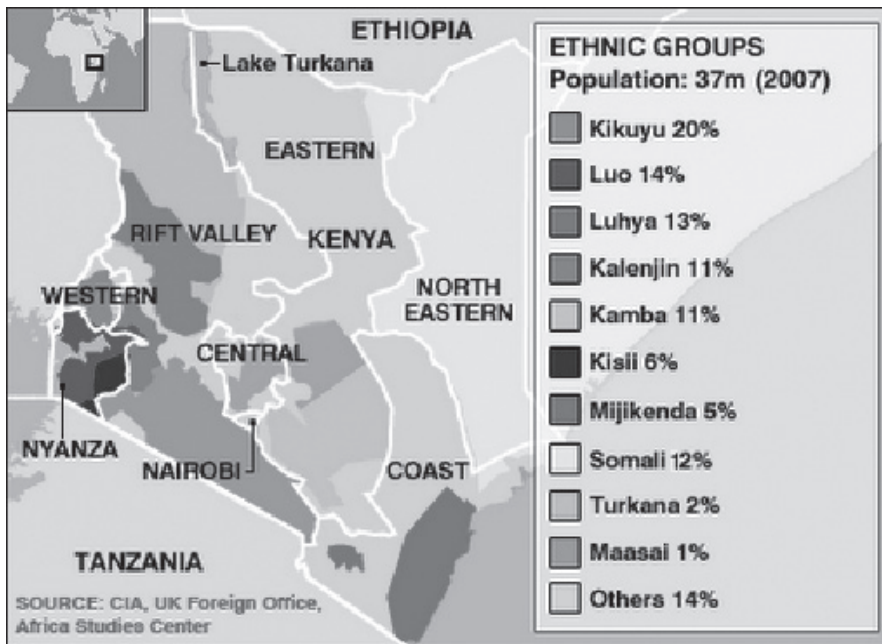 ETHIOPIA
Lake Turkana
EASTERN
RIFT VALLEY
KENYA
WESTERN
NORTH
EASTERN
CENTRAL
NYANZA
NAIROBI
COAST
TANZANIA
SOURCE: CIA, UK Foreign Office,
Africa Studies Center
ETHNIC GROUPS
Population: 37m (2007)
Kikuyu 20%
Luo 14%
Luhya 13%
Kalenjin 11%
Kamba 11%
Kisii 6%
Mijikenda 5%
Somali 12%
Turkana 2%
Maasai 1%
Others 14%